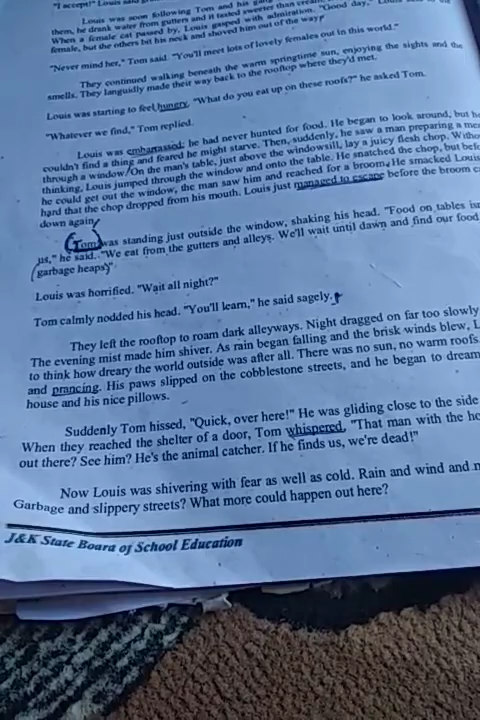 "I accept!" Louis said
Louis was soon following Tom and his
them, he drank water from gutters and it tasted sweeter than cream.
When a female cat passed by, Louis gasped with admiration. "Good day,"
female, but the others bit his neck and shoved him out of the way.
"Never mind her," Tom said. "You'll meet lots of lovely females out in this world."
They continued walking beneath the warm springtime sun, enjoying the sights and the
smells. They languidly made their way back to the rooftop where they'd met.
Louis was starting to feel hungry. "What do you eat up on these roofs?" he asked Tom.
"Whatever we find," Tom replied.
Louis was embarrassed; he had never hunted for food. He began to look around, but he
couldn't find a thing and feared he might starve. Then, suddenly, he saw a man preparing a
through a window. On the man's table, just above the windowsill, lay a juicy flesh chop.
thinking, Louis jumped through the window and onto the table. He snatched the chop, but
he could get out the window, the man saw him and reached for a broom. He smacked Louis
hard that the chop dropped from his mouth. Louis just managed to escape before the broom
down again.
Tom was standing just outside the window, shaking his head. "Food on tables
us," he said. "We eat from the gutters and alleys. We'll wait until dawn and find our food
garbage heaps"
Louis was horrified. "Wait all night?"
Tom calmly nodded his head. "You'll learn," he said sagely.
They left the rooftop to roam dark alleyways. Night dragged on far too slowly
The evening mist made him shiver. As rain began falling and the brisk winds blew,
to think how dreary the world outside was after all. There was no sun, no warm roofs
and prancing. His paws slipped on the cobblestone streets, and he began to dream
house and his nice pillows.
Suddenly Tom hissed, "Quick, over here!" He was gliding close to the side
When they reached the shelter of a door, Tom whispered, "That man with the
out there? See him? He's the animal catcher. If he finds us, we're dead!"
Now Louis was shivering with fear as well as cold. Rain and wind and
Garbage and slippery streets? What more could happen out here?
J&K State Board of School Education